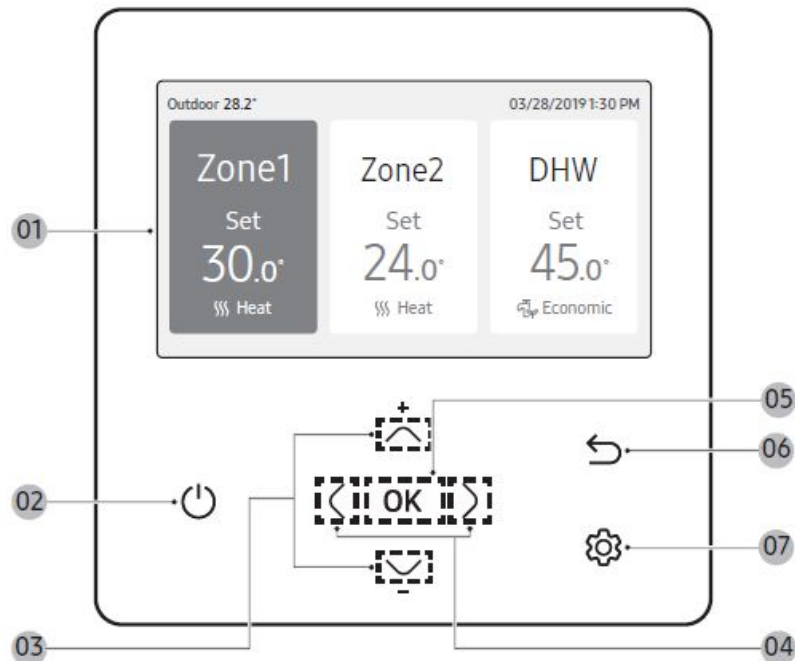 Outdoor 28.2°
03/28/2019 1:30 PM
Zone1
Set
30.0°
Heat
Zone2
Set
24.0°
Heat
DHW
Set
45.0°
Economic
01
02
03
+
OK
−
04
05
06
07